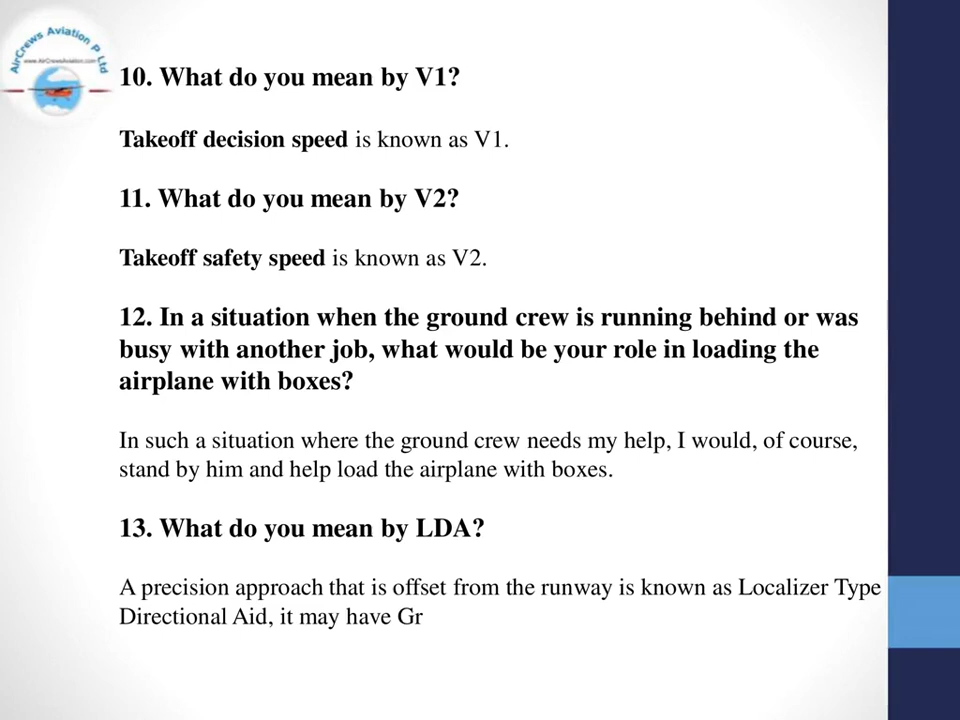 AirCrews Aviation P Ltd
www.AirCrewsAviation.com
10. What do you mean by V1?
Takeoff decision speed is known as V1.
11. What do you mean by V2?
Takeoff safety speed is known as V2.
12. In a situation when the ground crew is running behind or was
busy with another job, what would be your role in loading the
airplane with boxes?
In such a situation where the ground crew needs my help, I would, of course,
stand by him and help load the airplane with boxes.
13. What do you mean by LDA?
A precision approach that is offset from the runway is known as Localizer Type
Directional Aid, it may have Gr